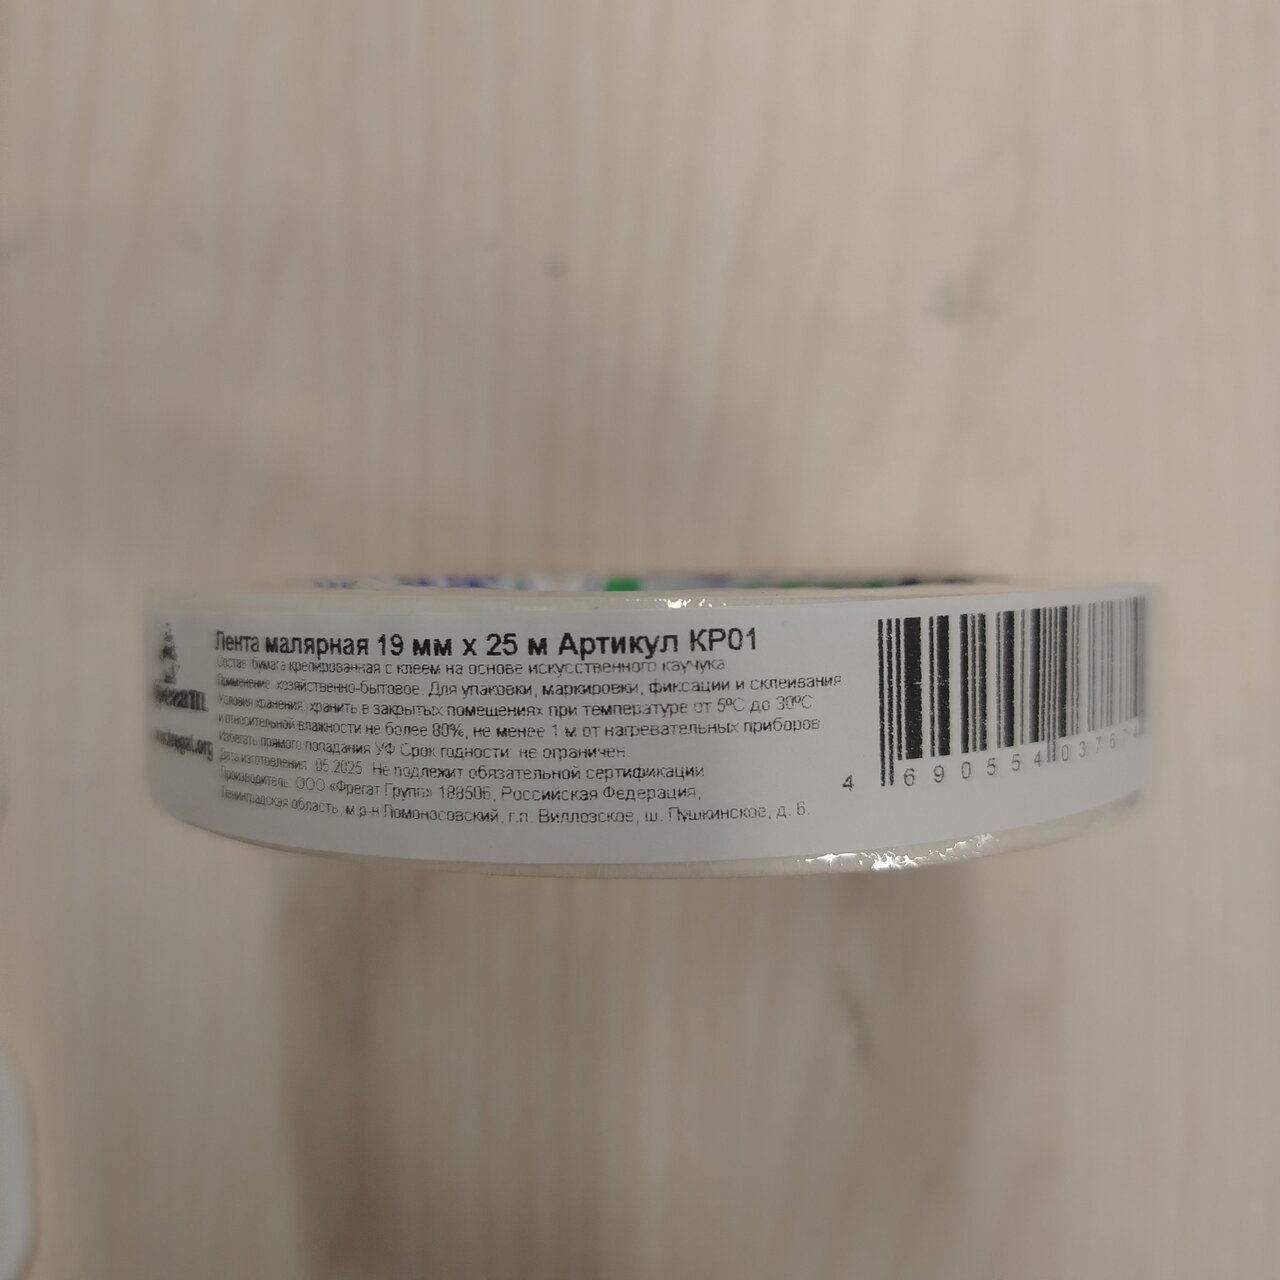 Лента малярная 19 мм х 25 м Артикул КР01
Состав: бумага крепированная с клеем на основе искусственного каучука
Применение: хозяйственно-бытовое. Для упаковки, маркировки, фиксации и склеивания.
Условия хранения: хранить в закрытых помещениях при температуре от 5ºС до 30ºС
и относительной влажности не более 80%, не менее 1 м от нагревательных приборов
Избегать прямого попадания УФ Срок годности: не ограничен.
Дата изготовления: 05.2025 Не подлежит обязательной сертификации
Производитель: ООО «Фрегат Групп» 188506, Российская Федерация,
Ленинградская область, м.р-н Ломоносовский, г.п. Виллозское, ш. Пушкинское, д. 6.
4 690554 03767